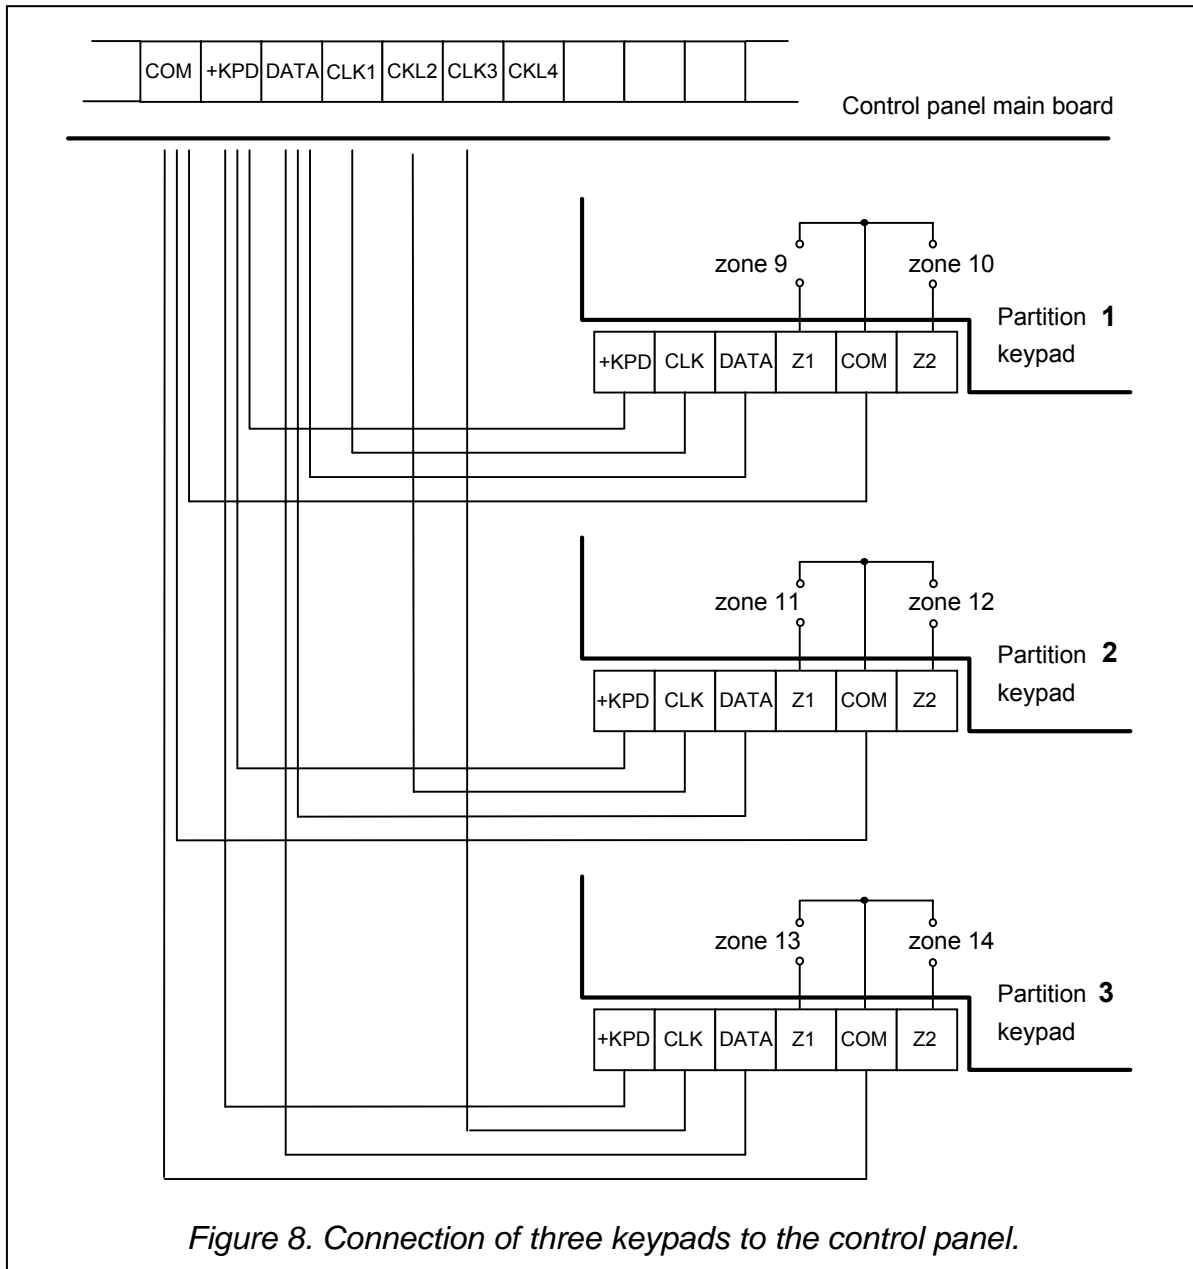 COM +KPD DATA CLK1 CKL2 CLK3 CKL4
Control panel main board
zone 9 zone 10
Partition 1
keypad
+KPD CLK DATA Z1 COM Z2
zone 11 zone 12
Partition 2
keypad
+KPD CLK DATA Z1 COM Z2
zone 13 zone 14
Partition 3
keypad
+KPD CLK DATA Z1 COM Z2
Figure 8. Connection of three keypads to the control panel.